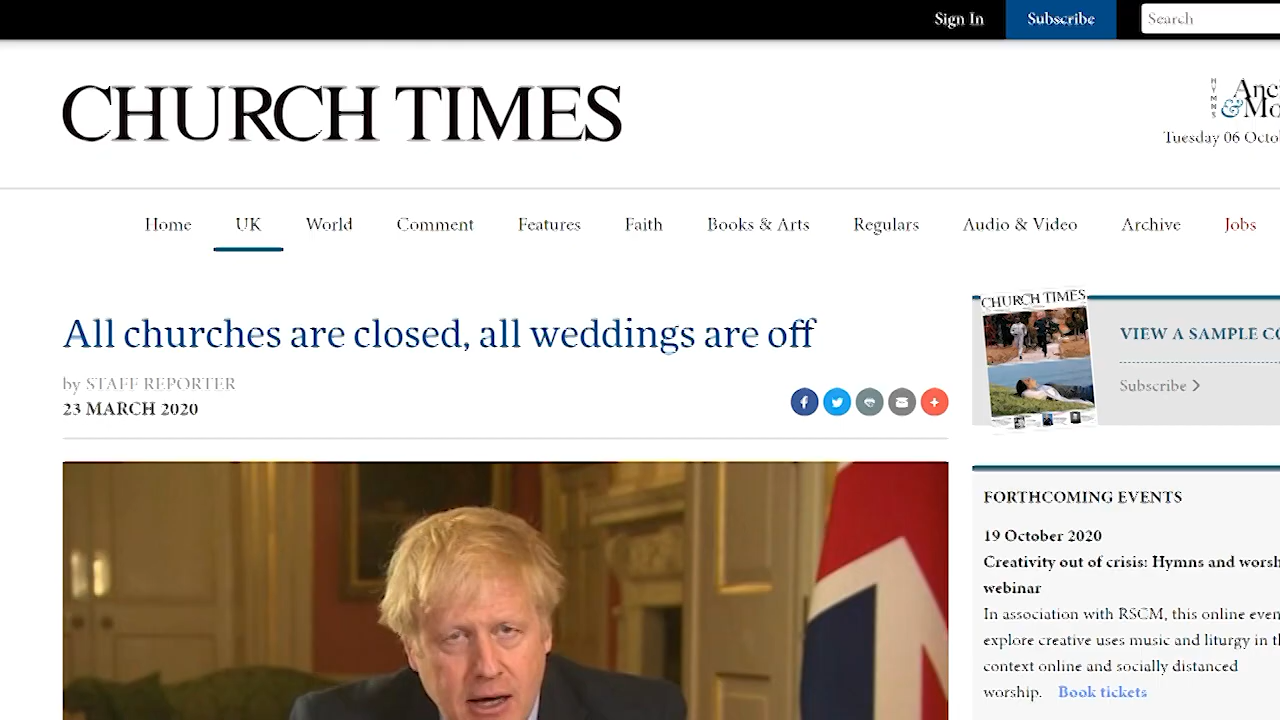 Sign In
Subscribe
Search
CHURCH TIMES
HYMNS
&
Tuesday 06
Home
UK
World
Comment
Features
Faith
Books & Arts
Regulars
Audio & Video
Archive
Jobs
All churches are closed, all weddings are off
by STAFF REPORTER
23 MARCH 2020
CHURCH TIMES
VIEW A SAMPLE
Subscribe >
FORTHCOMING EVENTS
19 October 2020
Creativity out of crisis: Hymns and
webinar
In association with RSCM, this online
explore creative uses music and liturgy in
context online and socially distanced
worship. Book tickets